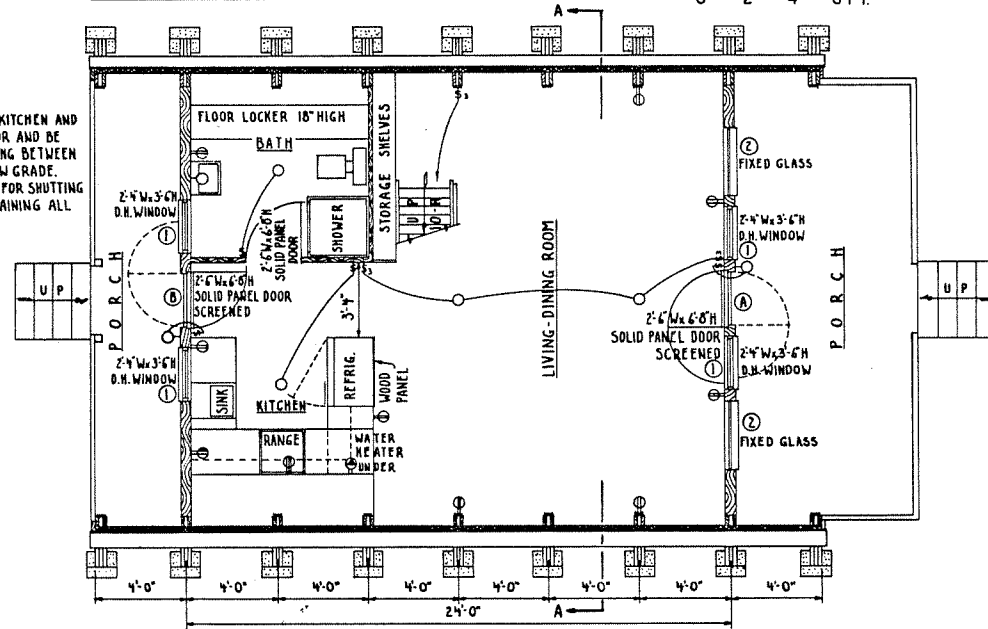 A
KITCHEN AND
OR AND BE
NG BETWEEN
W GRADE.
FOR SHUTTING
AINING ALL
FLOOR LOCKER 18" HIGH
BATH
STORAGE SHELVES
UP
SHOWER
2'-6"W x 6'-8"H
SOLID PANEL
DOOR
2'-4"W x 3'-6"H
D.H. WINDOW
1
PORCH
UP
B
2'-6"W x 6'-8"H
SOLID PANEL DOOR
SCREENED
2'-4"W x 3'-6"H
D.H. WINDOW
1
S3
3'-4"
SINK
KITCHEN
REFRIG.
WOOD
PANEL
RANGE
WATER
HEATER
UNDER
LIVING-DINING ROOM
2
FIXED GLASS
2'-4"W x 3'-6"H
D.H. WINDOW
1
A
2'-6"W x 6'-8"H
SOLID PANEL DOOR
SCREENED
2'-4"W x 3'-6"H
D.H. WINDOW
1
2
FIXED GLASS
PORCH
UP
4'-0" 4'-0" 4'-0" 4'-0" 4'-0" 4'-0" 4'-0" 4'-0"
24'-0"
A